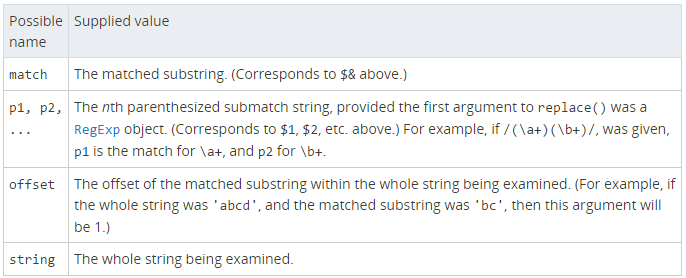 Possible name Supplied value
match The matched substring. (Corresponds to $& above.)
p1, p2, The nth parenthesized submatch string, provided the first argument to replace() was a
... RegExp object. (Corresponds to $1, $2, etc. above.) For example, if /(\a+)(\b+)/, was given,
p1 is the match for \a+, and p2 for \b+.
offset The offset of the matched substring within the whole string being examined. (For example, if
the whole string was 'abcd', and the matched substring was 'bc', then this argument will
be 1.)
string The whole string being examined.